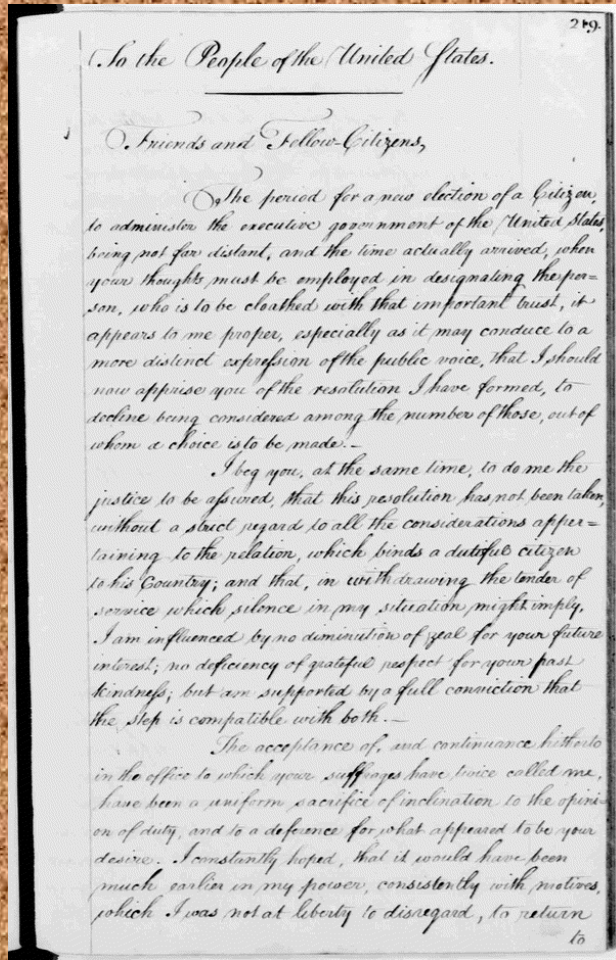 219.
To the People of the United States.
Friends and Fellow-Citizens,
The period for a new election of a Citizen,
to administer the executive government of the United States,
being not far distant, and the time actually arrived, when
your thoughts must be employed in designating the per=
son, who is to be cloathed with that important trust, it
appears to me proper, especially as it may conduce to a
more distinct expression of the public voice, that I should
now apprise you of the resolution I have formed, to
decline being considered among the number of those, out of
whom a choice is to be made.—
I beg you, at the same time, to do me the
justice to be assured, that this resolution has not been taken,
without a strict regard to all the considerations apper=
taining to the relation, which binds a dutiful citizen
to his Country; and that, in withdrawing the tender of
service which silence in my situation might imply,
I am influenced by no diminution of zeal for your future
interest; no deficiency of grateful respect for your past
kindness; but am supported by a full conviction that
the step is compatible with both.—
The acceptance of, and continuance hitherto
in the office to which your suffrages have twice called me,
have been a uniform sacrifice of inclination to the opini-
on of duty, and to a deference for what appeared to be your
desire. I constantly hoped, that it would have been
much earlier in my power, consistently with motives,
which I was not at liberty to disregard, to return
to